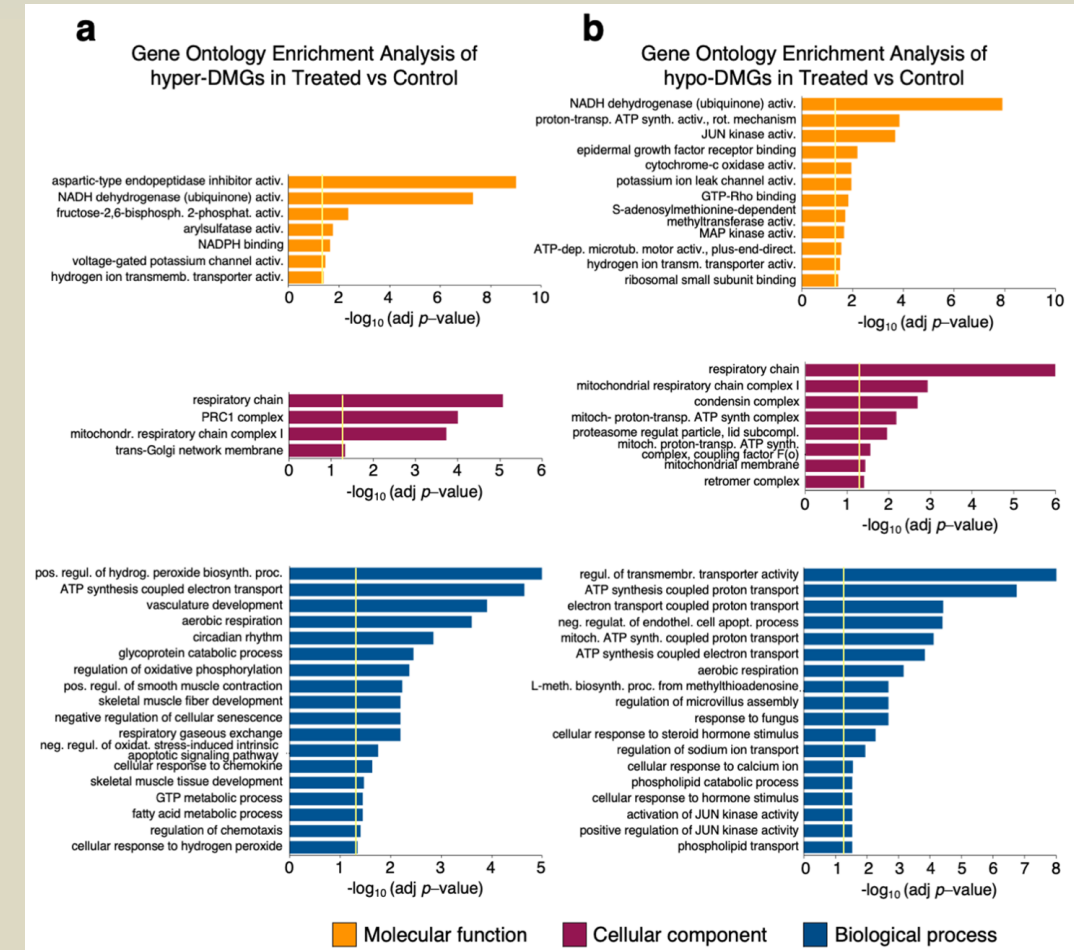 a
Gene Ontology Enrichment Analysis of
hyper-DMGs in Treated vs Control
aspartic-type endopeptidase inhibitor activ.
NADH dehydrogenase (ubiquinone) activ.
fructose-2,6-bisphosph. 2-phosphat. activ.
arylsulfatase activ.
NADPH binding
voltage-gated potassium channel activ.
hydrogen ion transmemb. transporter activ.
0 2 4 6 8 10
-log10 (adj p–value)
respiratory chain
PRC1 complex
mitochondr. respiratory chain complex I
trans-Golgi network membrane
0 1 2 3 4 5 6
-log10 (adj p–value)
pos. regul. of hydrog. peroxide biosynth. proc.
ATP synthesis coupled electron transport
vasculature development
aerobic respiration
circadian rhythm
glycoprotein catabolic process
regulation of oxidative phosphorylation
pos. regul. of smooth muscle contraction
skeletal muscle fiber development
negative regulation of cellular senescence
respiratory gaseous exchange
neg. regul. of oxidat. stress-induced intrinsic
apoptotic signaling pathway
cellular response to chemokine
skeletal muscle tissue development
GTP metabolic process
fatty acid metabolic process
regulation of chemotaxis
cellular response to hydrogen peroxide
0 1 2 3 4 5
-log10 (adj p–value)
b
Gene Ontology Enrichment Analysis of
hypo-DMGs in Treated vs Control
NADH dehydrogenase (ubiquinone) activ.
proton-transp. ATP synth. activ., rot. mechanism
JUN kinase activ.
epidermal growth factor receptor binding
cytochrome-c oxidase activ.
potassium ion leak channel activ.
GTP-Rho binding
S-adenosylmethionine-dependent
methyltransferase activ.
MAP kinase activ.
ATP-dep. microtub. motor activ., plus-end-direct.
hydrogen ion transm. transporter activ.
ribosomal small subunit binding
0 2 4 6 8 10
-log10 (adj p–value)
respiratory chain
mitochondrial respiratory chain complex I
condensin complex
mitoch- proton-transp. ATP synth complex
proteasome regulat particle, lid subcompl.
mitoch. proton-transp. ATP synth.
complex, coupling factor F(o)
mitochondrial membrane
retromer complex
0 1 2 3 4 5 6
-log10 (adj p–value)
regul. of transmembr. transporter activity
ATP synthesis coupled proton transport
electron transport coupled proton transport
neg. regulat. of endothel. cell apopt. process
mitoch. ATP synth. coupled proton transport
ATP synthesis coupled electron transport
aerobic respiration
L-meth. biosynth. proc. from methylthioadenosine.
regulation of microvillus assembly
response to fungus
cellular response to steroid hormone stimulus
regulation of sodium ion transport
cellular response to calcium ion
phospholipid catabolic process
cellular response to hormone stimulus
activation of JUN kinase activity
positive regulation of JUN kinase activity
phospholipid transport
0 1 2 3 4 5 6 7 8
-log10 (adj p–value)
Molecular function Cellular component Biological process